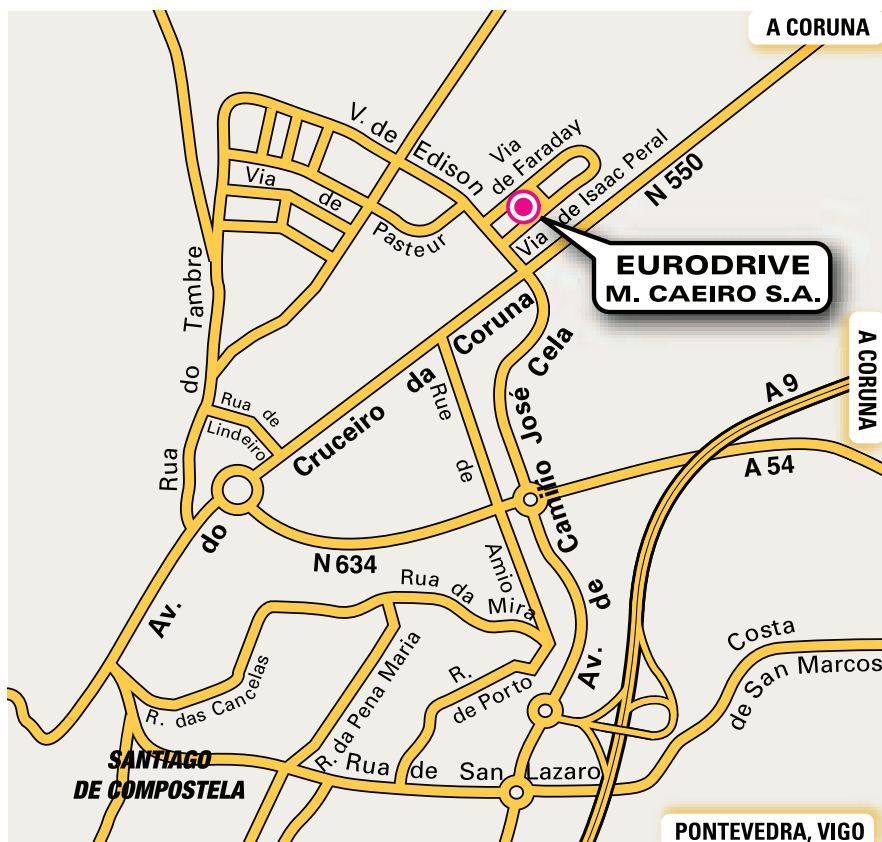 A CORUNA
V. de Edison
Via de Faraday
Via de Isaac Peral
N 550
Via de Pasteur
EURODRIVE
M. CAEIRO S.A.
A CORUNA
Rua do Tambre
Rua de Lindeiro
Av. do Cruceiro da Coruna
Rue de Amio
Av. de Camilio José Cela
A 9
A 54
N 634
Rua da Mira
R. das Cancelas
R. da Pena Maria
R. de Porto
Costa de San Marcos
SANTIAGO
DE COMPOSTELA
Rua de San Lazaro
PONTEVEDRA, VIGO